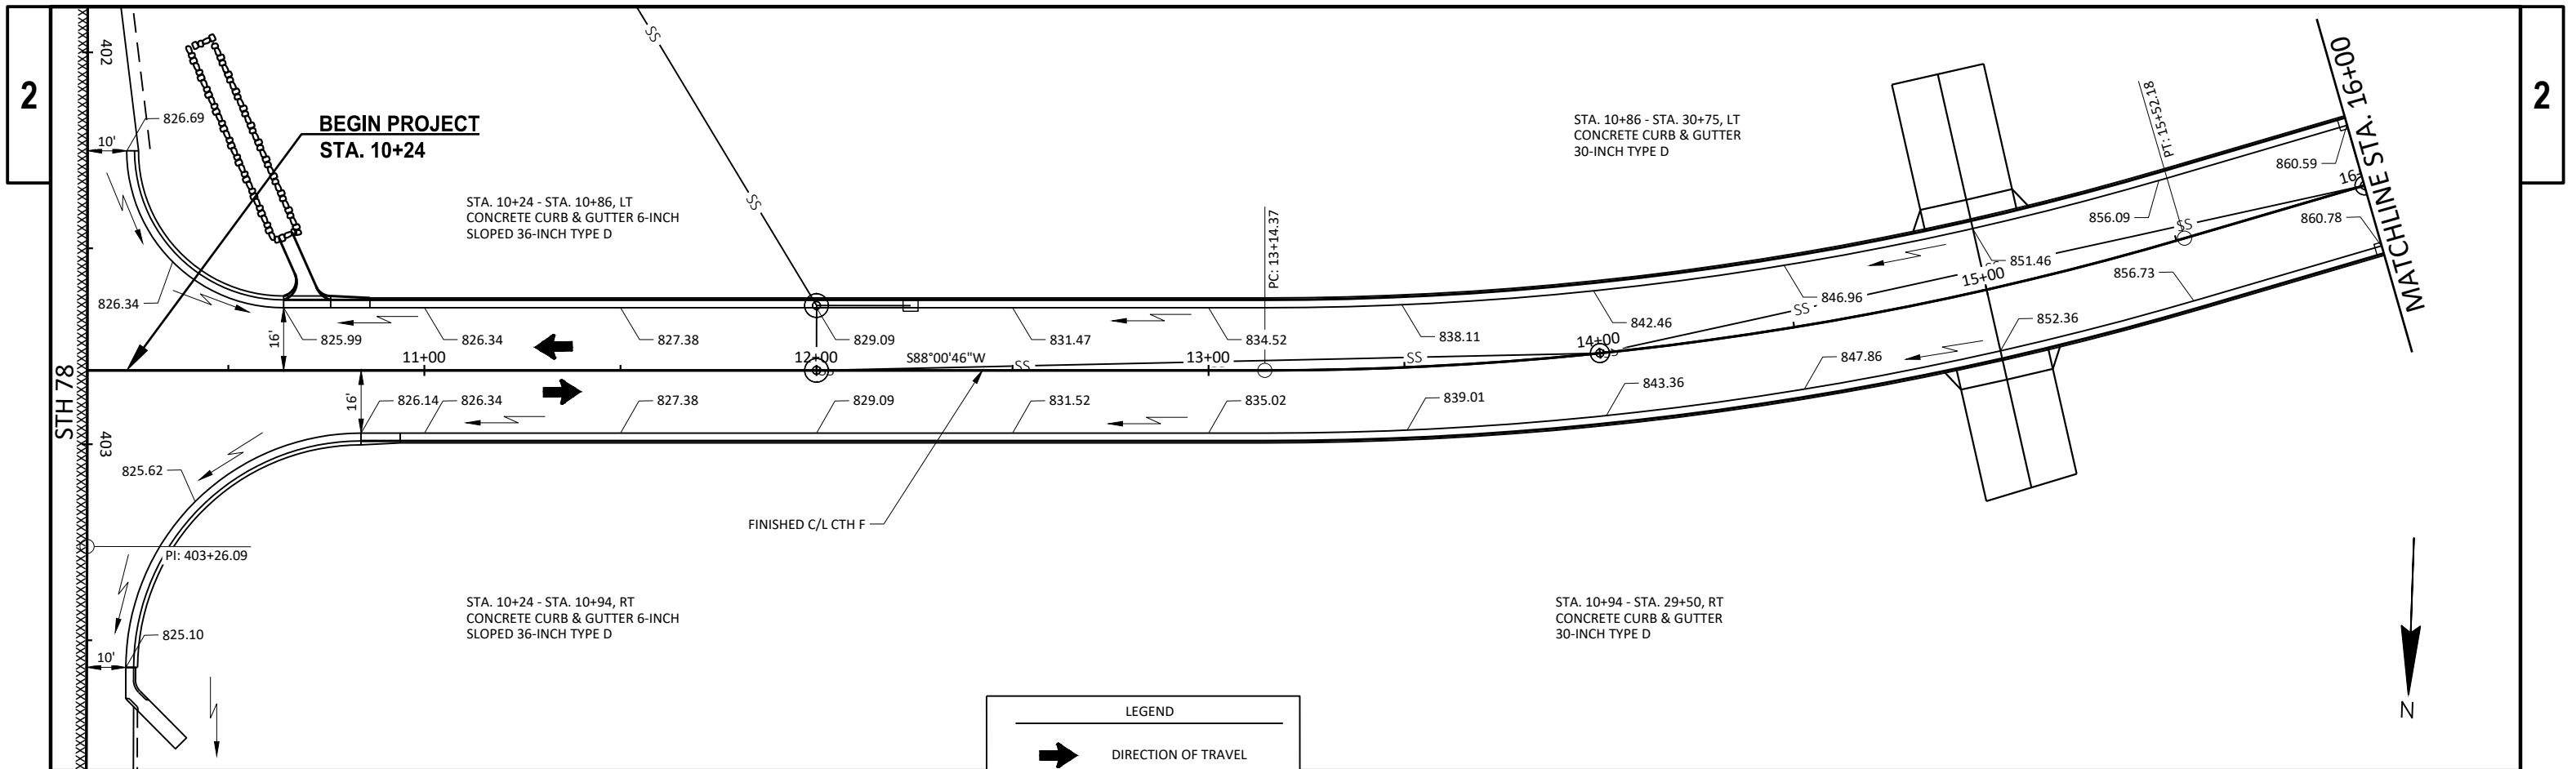 2
2
402
826.69
10'
BEGIN PROJECT
STA. 10+24
SS
SS
STA. 10+24 - STA. 10+86, LT
CONCRETE CURB & GUTTER 6-INCH
SLOPED 36-INCH TYPE D
STA. 10+86 - STA. 30+75, LT
CONCRETE CURB & GUTTER
30-INCH TYPE D
PC: 13+14.37
PT: 15+52.18
MATCHLINE STA. 16+00
860.59
16
856.09
860.78
SS
851.46
15+00
856.73
846.96
SS
852.36
826.34
16'
825.99
826.34
827.38
829.09
831.47
834.52
838.11
842.46
11+00
12+00
S88°00'46"W
13+00
SS
14+00
SS
SS
847.86
STH 78
16'
826.14
826.34
827.38
829.09
831.52
835.02
839.01
843.36
403
825.62
FINISHED C/L CTH F
PI: 403+26.09
STA. 10+24 - STA. 10+94, RT
CONCRETE CURB & GUTTER 6-INCH
SLOPED 36-INCH TYPE D
STA. 10+94 - STA. 29+50, RT
CONCRETE CURB & GUTTER
30-INCH TYPE D
825.10
10'
N
LEGEND
DIRECTION OF TRAVEL